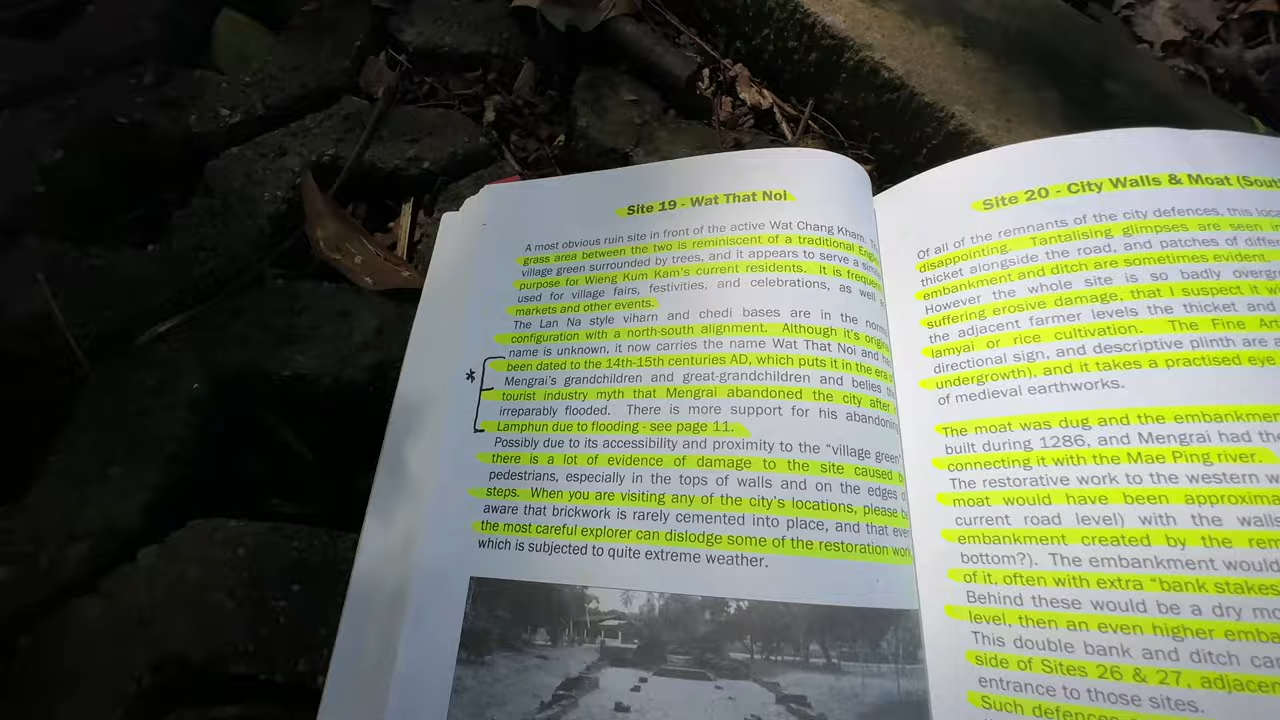 Site 19 - Wat That Noi
A most obvious ruin site in front of the active Wat Chang Kham.
grass area between the two is reminiscent of a traditional
village green surrounded by trees, and it appears to serve a
purpose for Wieng Kum Kam's current residents. It is
used for village fairs, festivities, and celebrations, as well
markets and other events.
The Lan Na style viharn and chedi bases are in the
configuration with a north-south alignment. Although it's
name is unknown, it now carries the name Wat That Noi and
been dated to the 14th-15th centuries AD, which puts it in the era
* Mengrai's grandchildren and great-grandchildren and belies
tourist industry myth that Mengrai abandoned the city after
irreparably flooded. There is more support for his abandoning
Lamphun due to flooding - see page 11.
Possibly due to its accessibility and proximity to the "village green"
there is a lot of evidence of damage to the site caused
pedestrians, especially in the tops of walls and on the edges
steps. When you are visiting any of the city's locations, please
aware that brickwork is rarely cemented into place, and that
the most careful explorer can dislodge some of the restoration
which is subjected to quite extreme weather.
Site 20 - City Walls & Moat
Of all of the remnants of the city defences, this
disappointing. Tantalising glimpses are seen
thicket alongside the road, and patches of
embankment and ditch are sometimes evident.
However the whole site is so badly
suffering erosive damage, that I suspect it
the adjacent farmer levels the thicket and
lamyai or rice cultivation. The Fine
directional sign, and descriptive plinth are
undergrowth), and it takes a practised eye
of medieval earthworks.
The moat was dug and the
built during 1286, and Mengrai had
connecting it with the Mae Ping river.
The restorative work to the western
moat would have been
current road level) with the
embankment created by the
bottom?). The embankment would
of it, often with extra "bank stakes
Behind these would be a dry
level, then an even higher
This double bank and ditch
side of Sites 26 & 27,
entrance to those sites.
Such